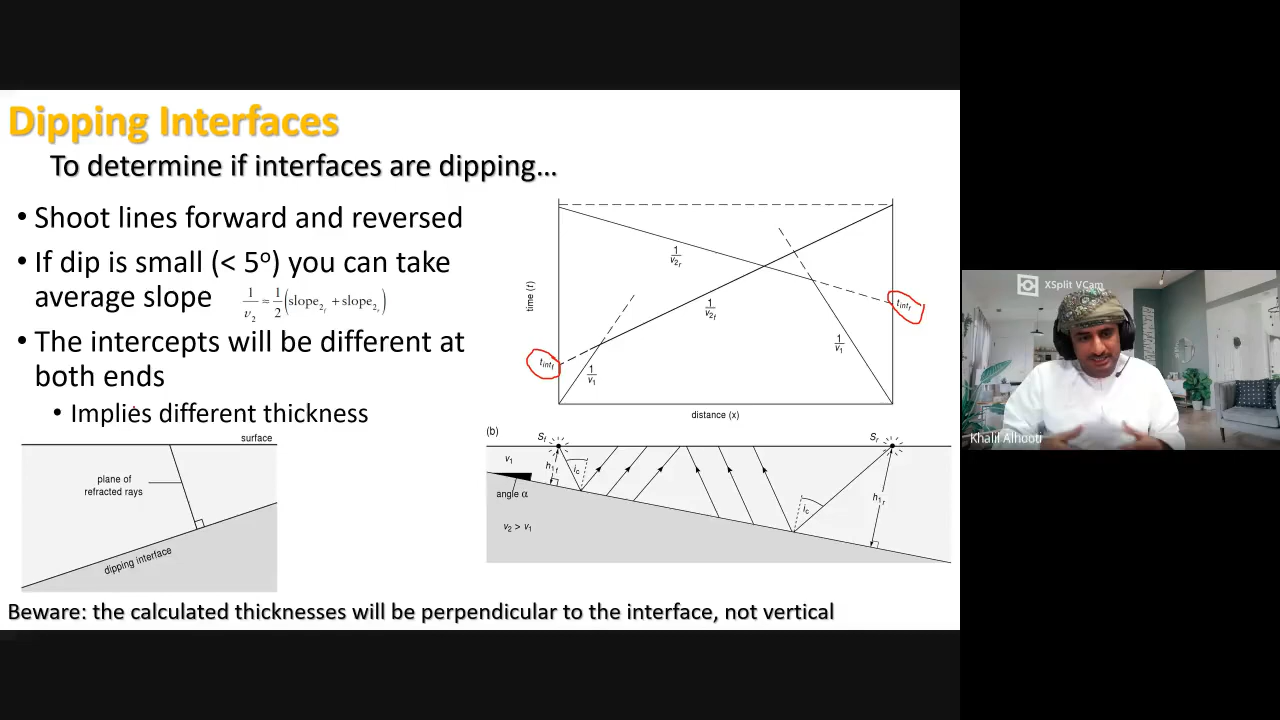 Dipping Interfaces
To determine if interfaces are dipping...
• Shoot lines forward and reversed
• If dip is small (< 5º) you can take
average slope
1/υ₂ ≈ 1/2 (slope₂f + slope₂r)
• The intercepts will be different at
both ends
• Implies different thickness
surface
plane of
refracted rays
dipping interface
time (t)
1/v₂r
1/v₂f
tintf
1/v₁
tintr
1/v₁
distance (x)
(b)
Sf
Sr
v₁
h₁f
ic
angle α
v₂ > v₁
ic
h₁r
Beware: the calculated thicknesses will be perpendicular to the interface, not vertical
XSplit VCam
Khalil Alhooti